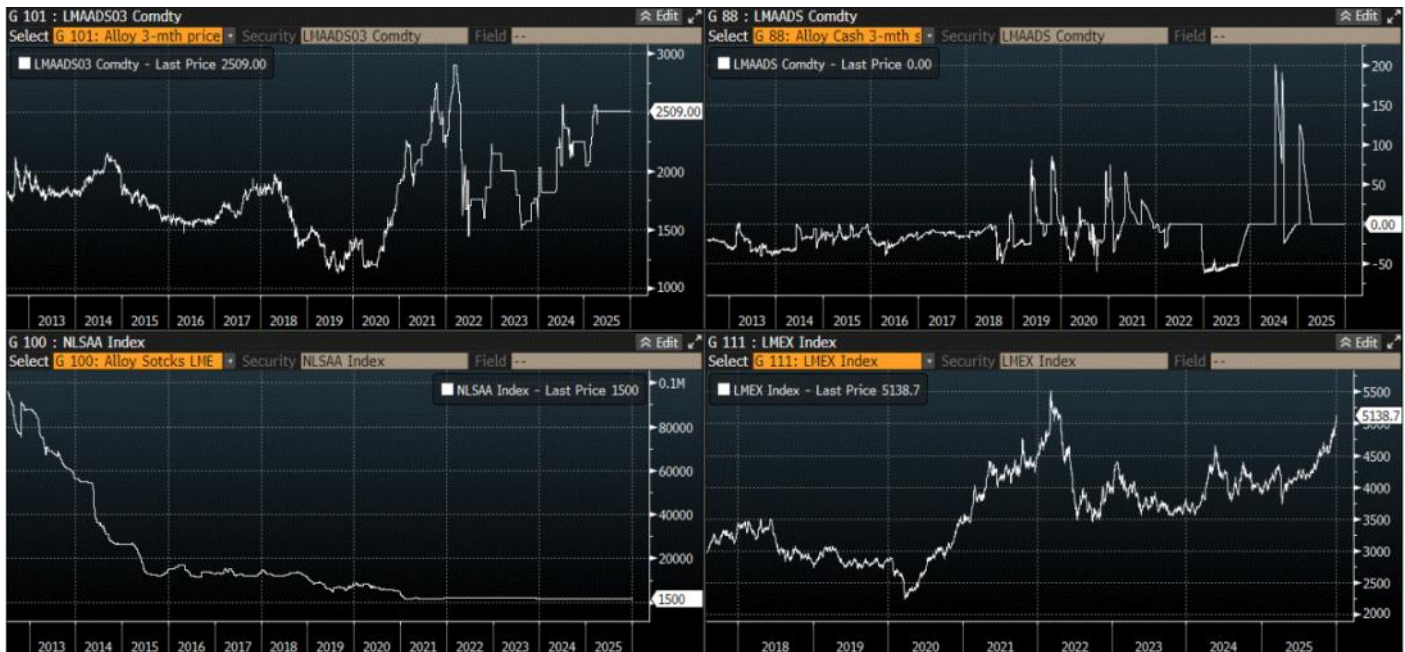 G 101 : LMAADS03 Comdty
Edit
Select G 101: Alloy 3-mth price Security LMAADS03 Comdty Field --
LMAADS03 Comdty - Last Price 2509.00
3000
2509.00
2000
1500
1000
2013 2014 2015 2016 2017 2018 2019 2020 2021 2022 2023 2024 2025
G 88 : LMAADS Comdty
Edit
Select G 88: Alloy Cash 3-mth s Security LMAADS Comdty Field --
LMAADS Comdty - Last Price 0.00
200
150
100
50
0.00
-50
2013 2014 2015 2016 2017 2018 2019 2020 2021 2022 2023 2024 2025
G 100 : NLSAA Index
Edit
Select G 100: Alloy Sotcks LME Security NLSAA Index Field --
NLSAA Index - Last Price 1500
0.1M
80000
60000
40000
20000
1500
2013 2014 2015 2016 2017 2018 2019 2020 2021 2022 2023 2024 2025
G 111 : LMEX Index
Edit
Select G 111: LMEX Index Security LMEX Index Field --
LMEX Index - Last Price 5138.7
5500
5138.7
4500
4000
3500
3000
2500
2000
2018 2019 2020 2021 2022 2023 2024 2025